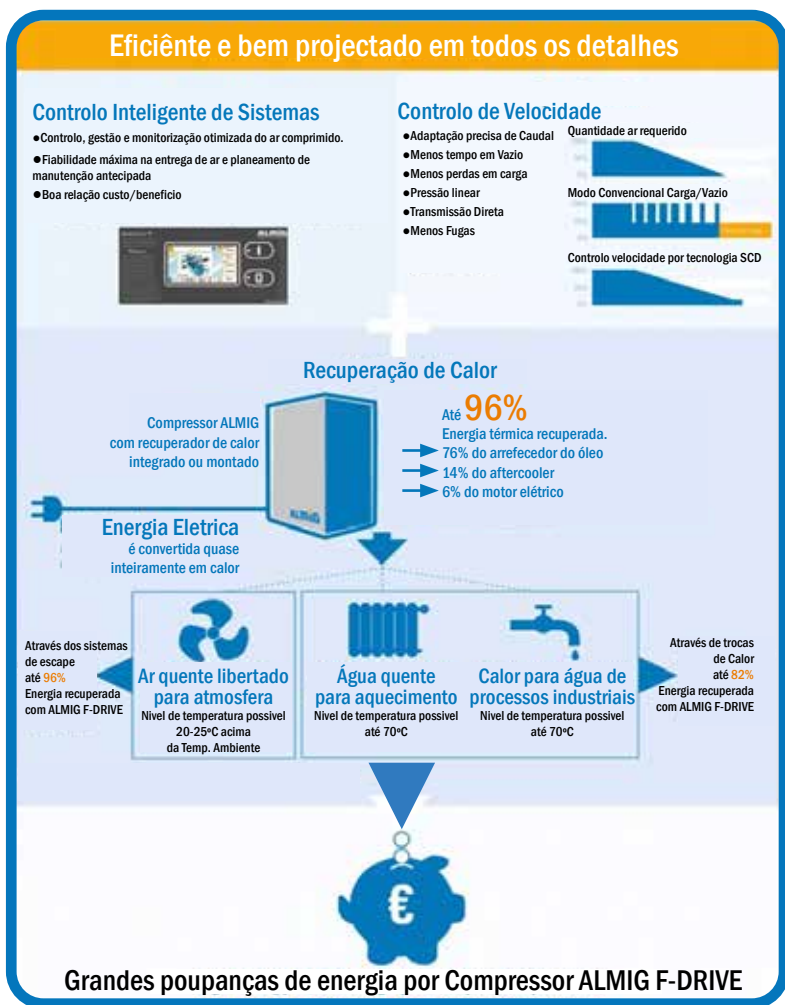 Eficiênte e bem projectado em todos os detalhes
Controlo Inteligente de Sistemas
●Controlo, gestão e monitorização otimizada do ar comprimido.
●Fiabilidade máxima na entrega de ar e planeamento de
manutenção antecipada
●Boa relação custo/beneficio
ALMIG
Controlo de Velocidade
●Adaptação precisa de Caudal
●Menos tempo em Vazio
●Menos perdas em carga
●Pressão linear
●Transmissão Direta
●Menos Fugas
Quantidade ar requerido
Modo Convencional Carga/Vazio
Controlo velocidade por tecnologia SCD
Recuperação de Calor
Compressor ALMIG
com recuperador de calor
integrado ou montado
ALMIG
Até 96%
Energia térmica recuperada.
76% do arrefecedor do óleo
14% do aftercooler
6% do motor elétrico
Energia Eletrica
é convertida quase
inteiramente em calor
Através dos sistemas
de escape
até 96%
Energia recuperada
com ALMIG F-DRIVE
Ar quente libertado
para atmosfera
Nivel de temperatura possivel
20-25ºC acima
da Temp. Ambiente
Água quente
para aquecimento
Nivel de temperatura possivel
até 70ºC
Calor para água de
processos industriais
Nivel de temperatura possivel
até 70ºC
Através de trocas
de Calor
até 82%
Energia recuperada
com ALMIG F-DRIVE
€
Grandes poupanças de energia por Compressor ALMIG F-DRIVE